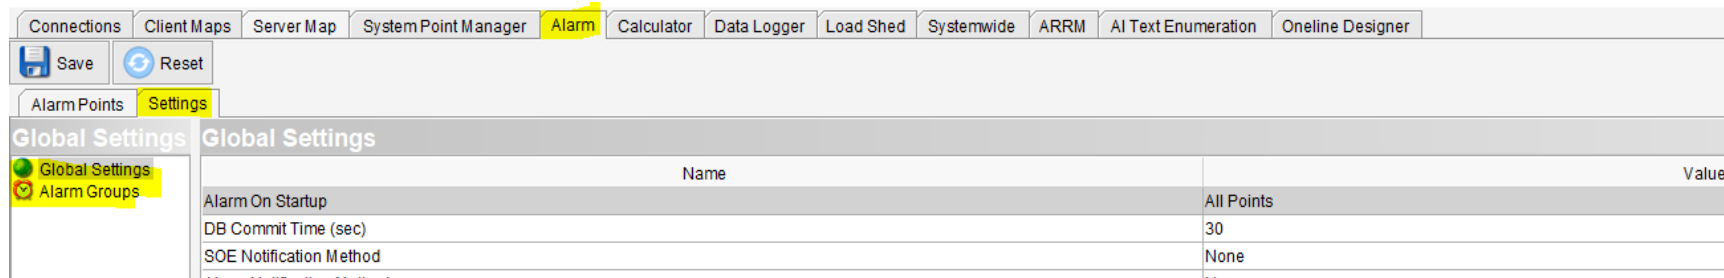 Connections Client Maps Server Map System Point Manager Alarm Calculator Data Logger Load Shed Systemwide ARRM AI Text Enumeration Oneline Designer
Save Reset
Alarm Points Settings
Global Settings Global Settings
Global Settings
Alarm Groups
Name Value
Alarm On Startup All Points
DB Commit Time (sec) 30
SOE Notification Method None